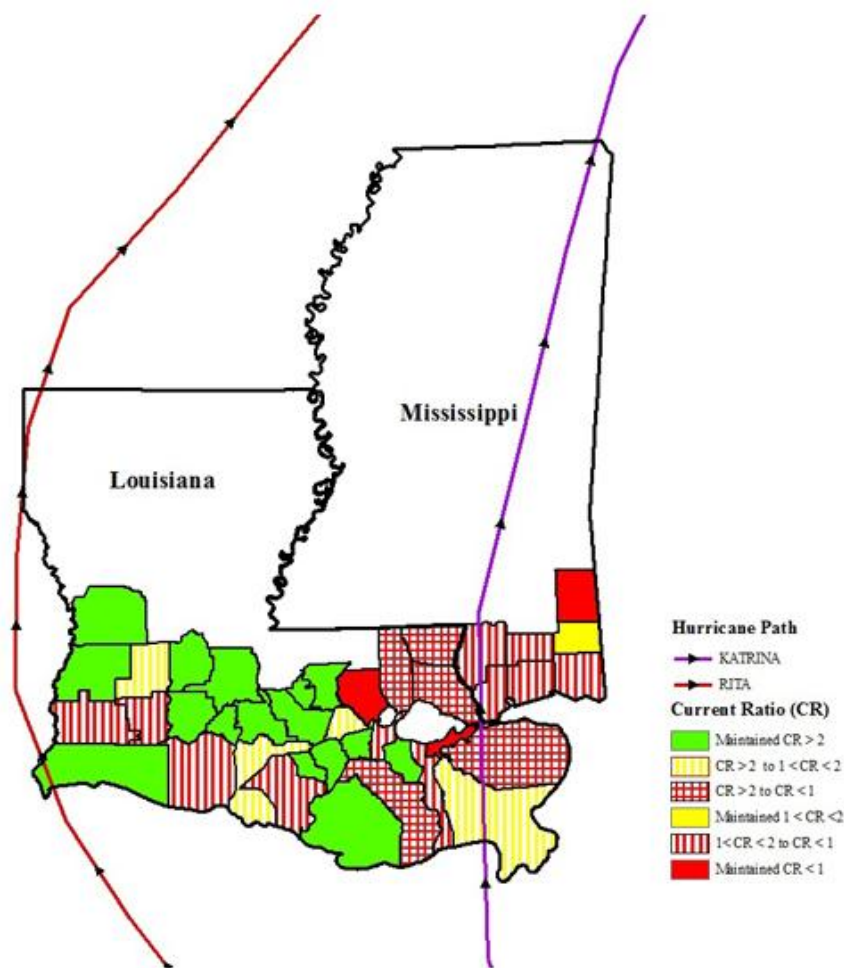 Mississippi
Louisiana
Hurricane Path
KATRINA
RITA
Current Ratio (CR)
Maintained CR > 2
CR > 2 to 1 < CR < 2
CR > 2 to CR < 1
Maintained 1 < CR <2
1< CR < 2 to CR < 1
Maintained CR < 1